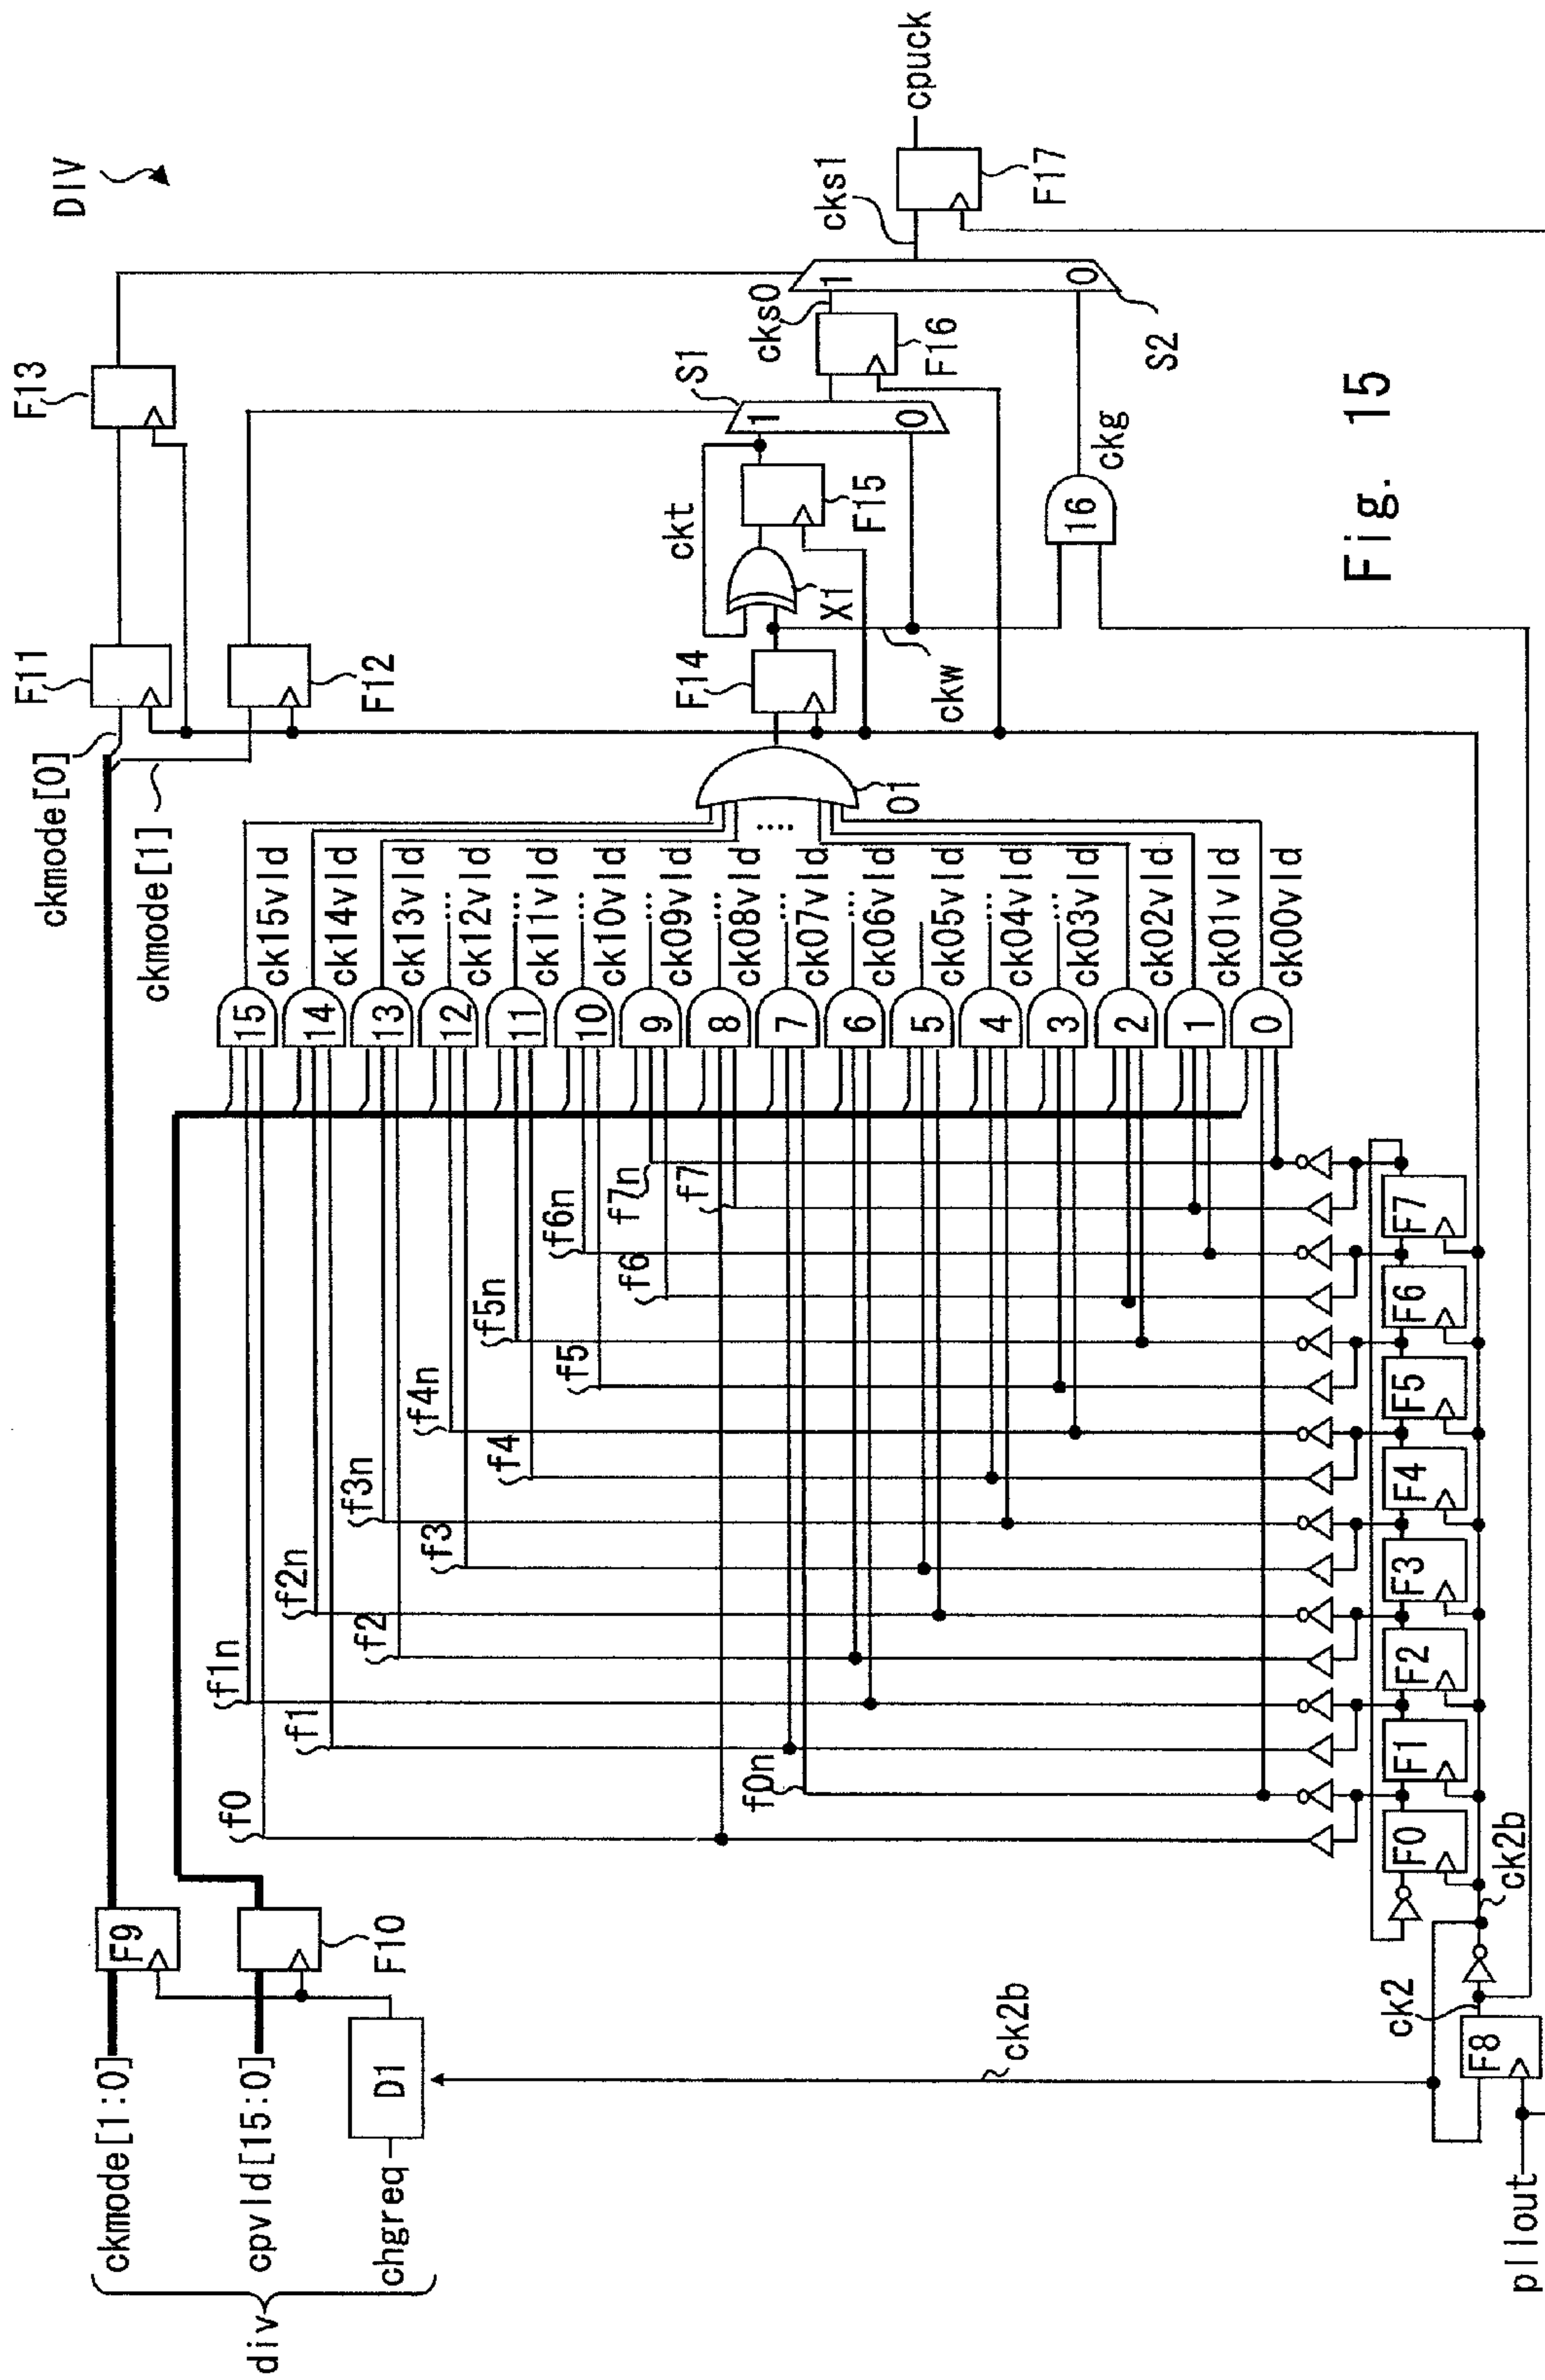 DIV
ckmode[1:0]
cpvld[15:0]
chgreq
div
F9
F10
D1
ckmode[0]
ckmode[1]
F11
F12
F13
f0
f1n
f1
f2n
f2
f3n
f3
f4n
f4
f5n
f5
f6n
f6
f7n
f7
f0n
15
14
13
12
11
10
9
8
7
6
5
4
3
2
1
0
ck15vld
ck14vld
ck13vld
ck12vld
ck11vld
ck10vld
ck09vld
ck08vld
ck07vld
ck06vld
ck05vld
ck04vld
ck03vld
ck02vld
ck01vld
ck00vld
....
O1
F14
ckt
X1
F15
S1
1
0
ckw
cks0
F16
16
ckg
1
0
S2
cks1
F17
cpuck
ck2b
pllout
F8
ck2
ck2b
F0
F1
F2
F3
F4
F5
F6
F7
Fig. 15